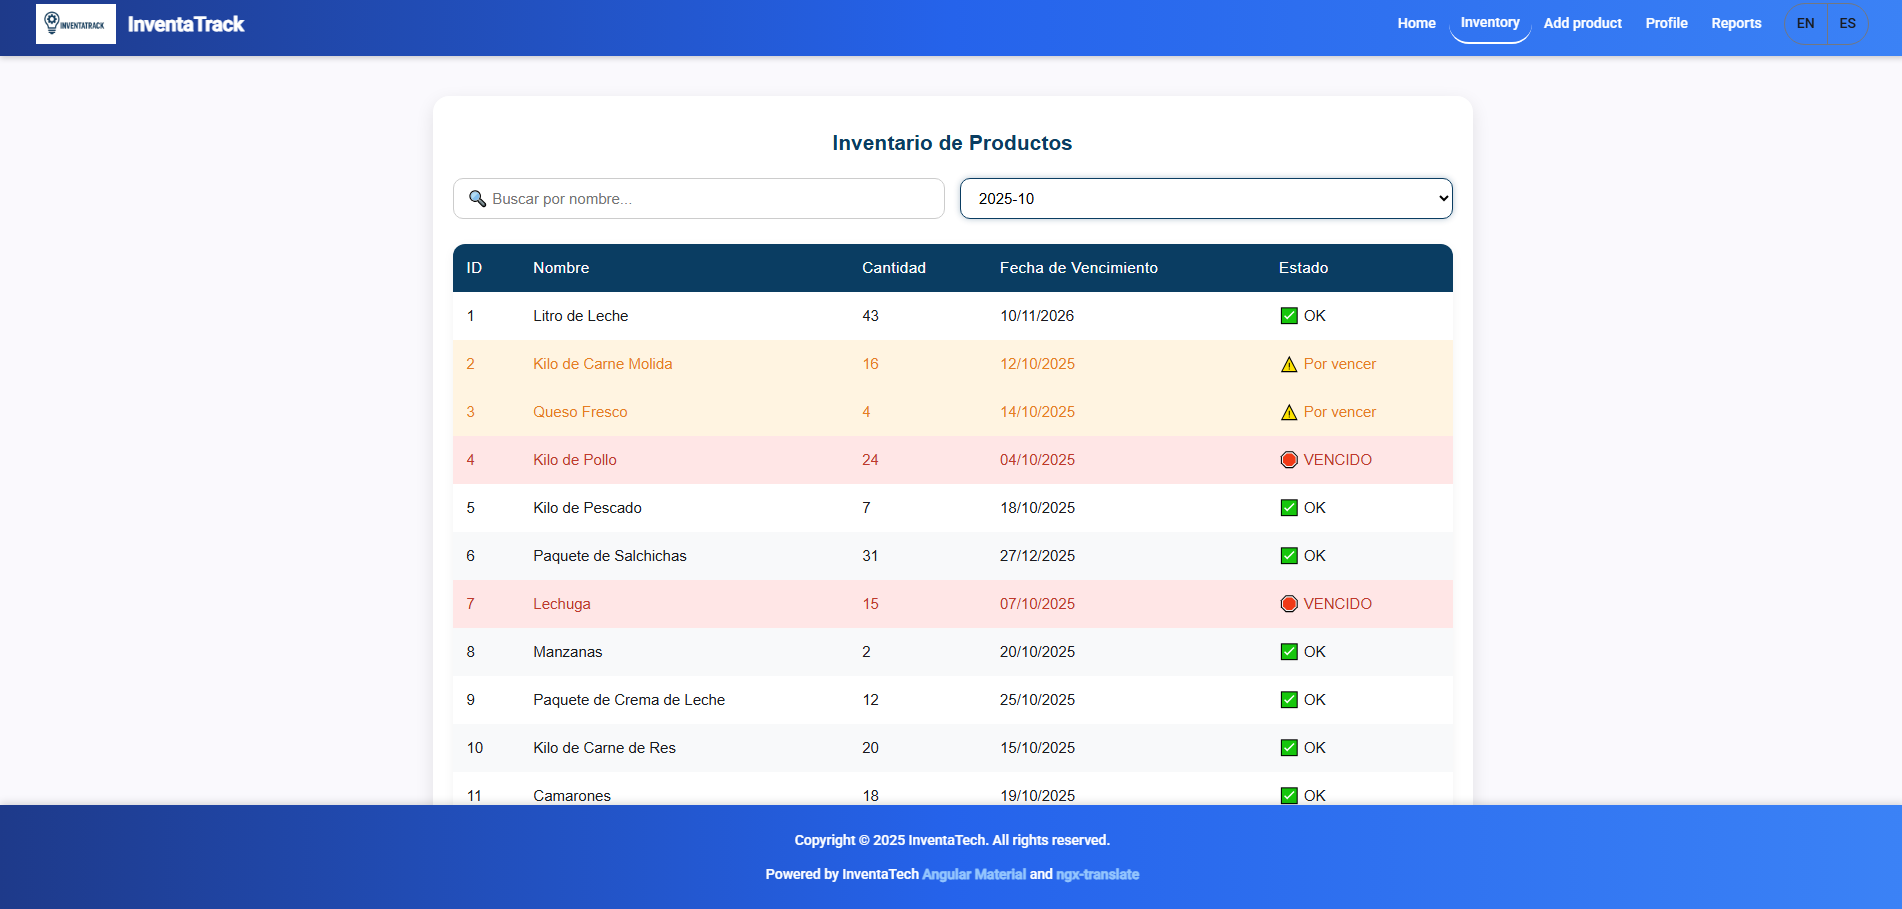 INVENTATRACK InventaTrack Home Inventory Add product Profile Reports EN ES
Inventario de Productos
Buscar por nombre... 2025-10
ID Nombre Cantidad Fecha de Vencimiento Estado
1 Litro de Leche 43 10/11/2026 OK
2 Kilo de Carne Molida 16 12/10/2025 Por vencer
3 Queso Fresco 4 14/10/2025 Por vencer
4 Kilo de Pollo 24 04/10/2025 VENCIDO
5 Kilo de Pescado 7 18/10/2025 OK
6 Paquete de Salchichas 31 27/12/2025 OK
7 Lechuga 15 07/10/2025 VENCIDO
8 Manzanas 2 20/10/2025 OK
9 Paquete de Crema de Leche 12 25/10/2025 OK
10 Kilo de Carne de Res 20 15/10/2025 OK
11 Camarones 18 19/10/2025 OK
Copyright © 2025 InventaTech. All rights reserved.
Powered by InventaTech Angular Material and ngx-translate